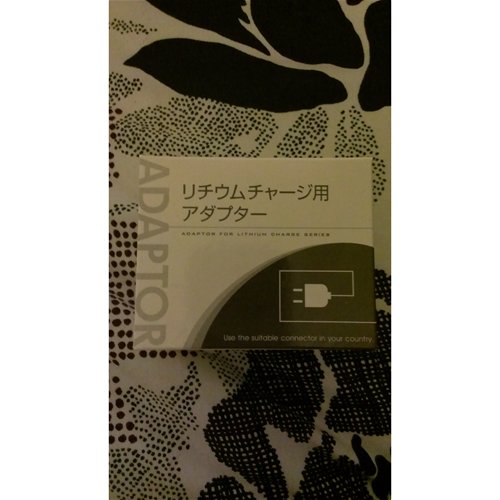 ADAPTOR
リチウムチャージ用
アダプター
ADAPTOR FOR LITHIUM CHARGE SERIES
Use the suitable connector in your country.